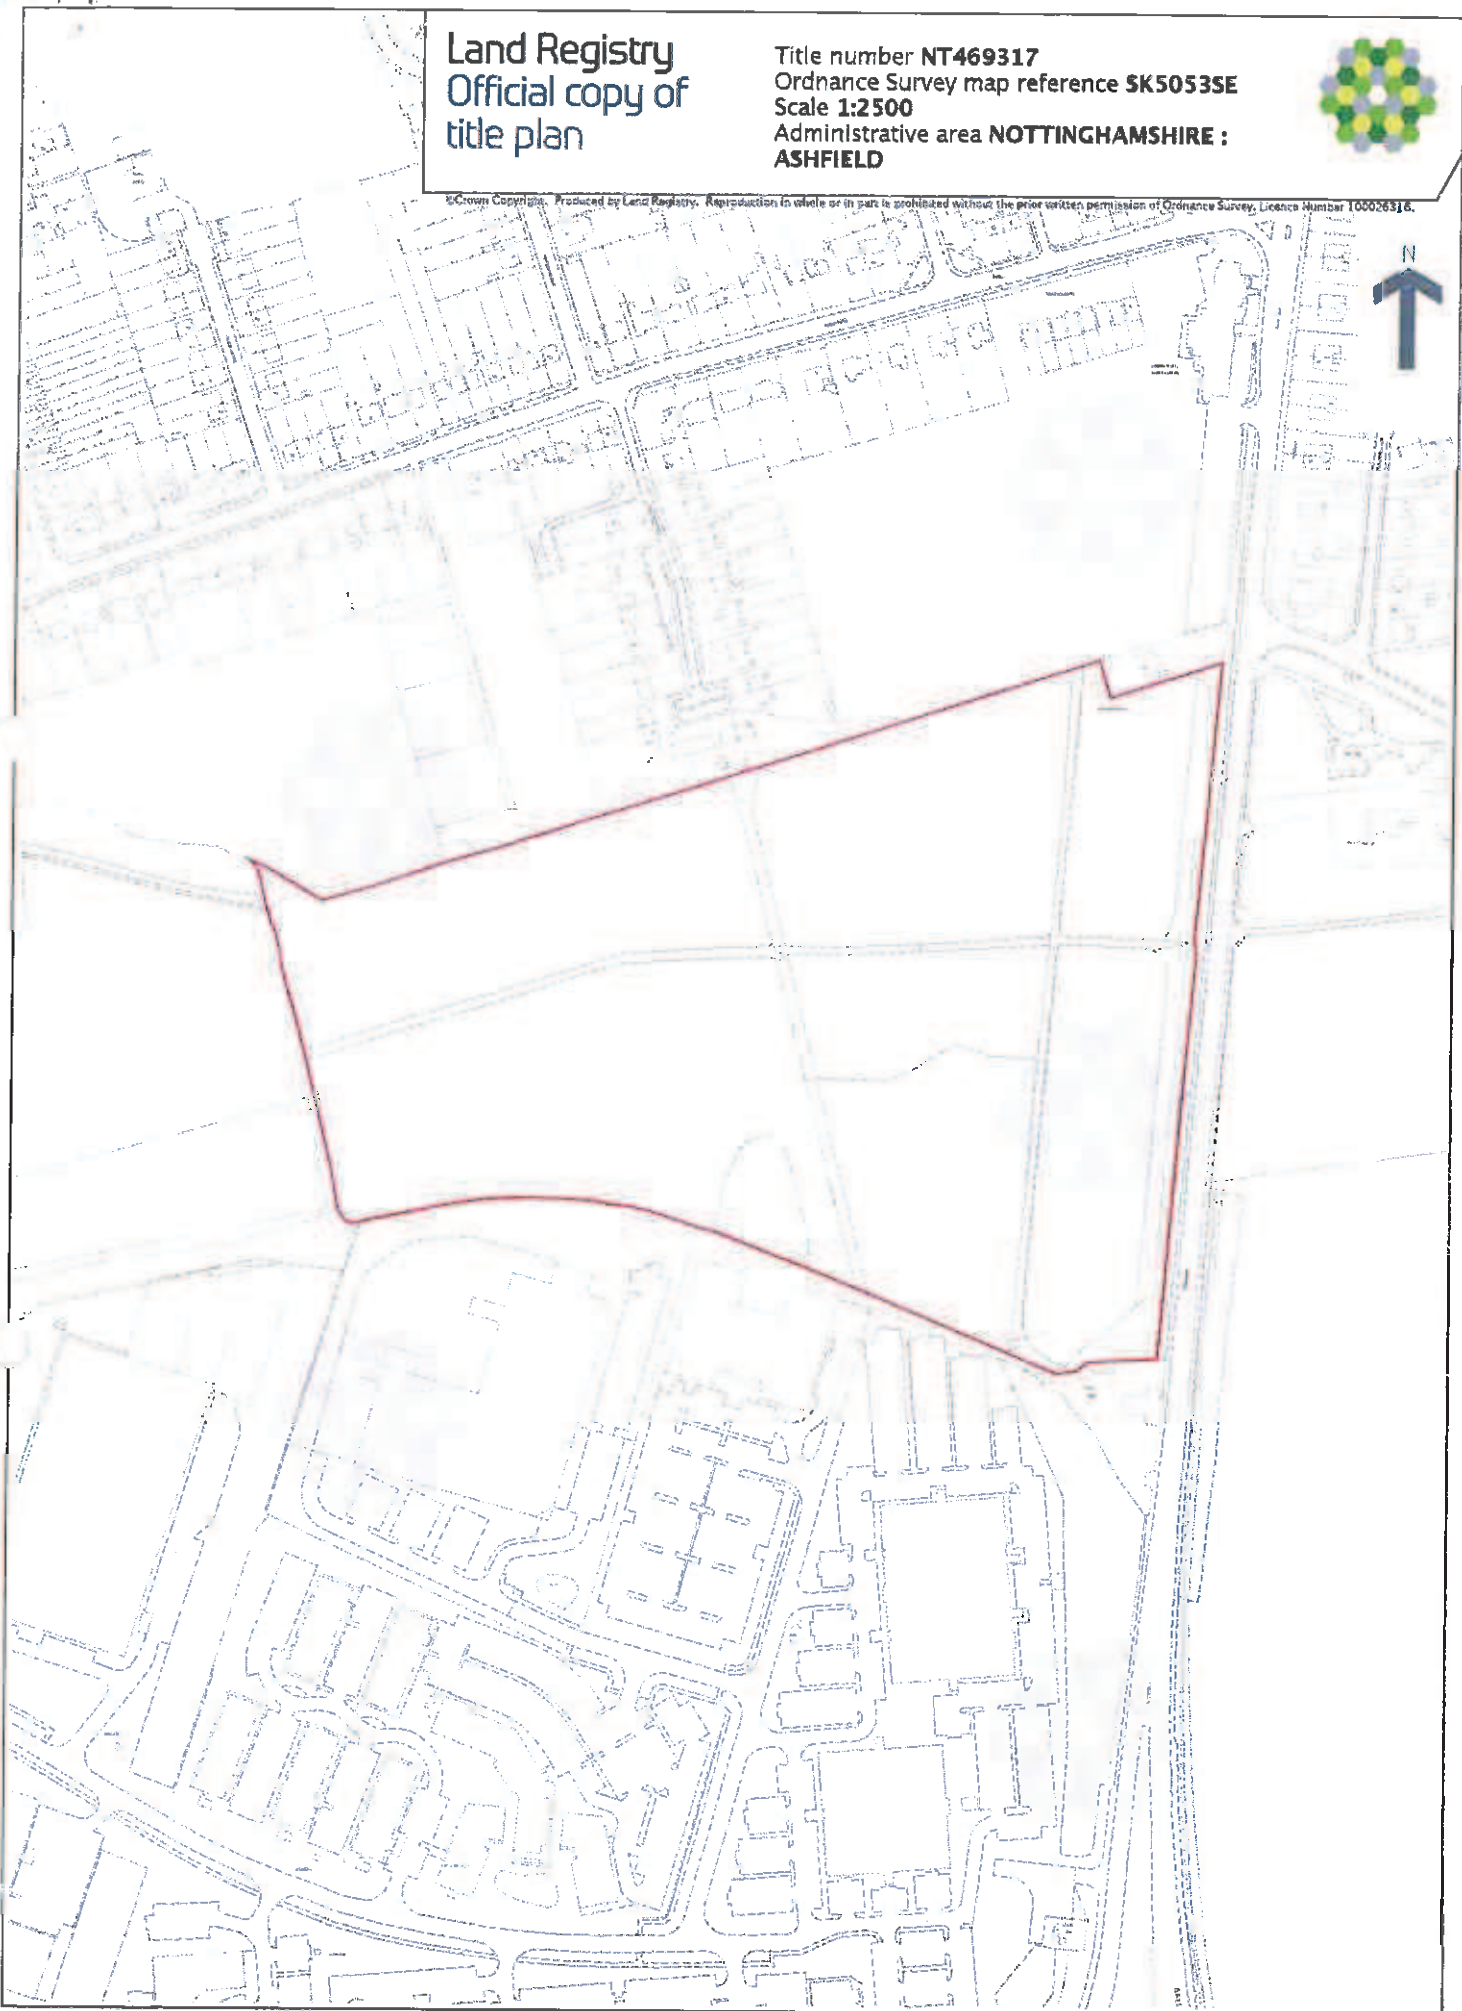 Land Registry
Official copy of
title plan
Title number NT469317
Ordnance Survey map reference SK5053SE
Scale 1:2500
Administrative area NOTTINGHAMSHIRE :
ASHFIELD
©Crown Copyright. Produced by Land Registry. Reproduction in whole or in part is prohibited without the prior written permission of Ordnance Survey. Licence Number 100026316.
N